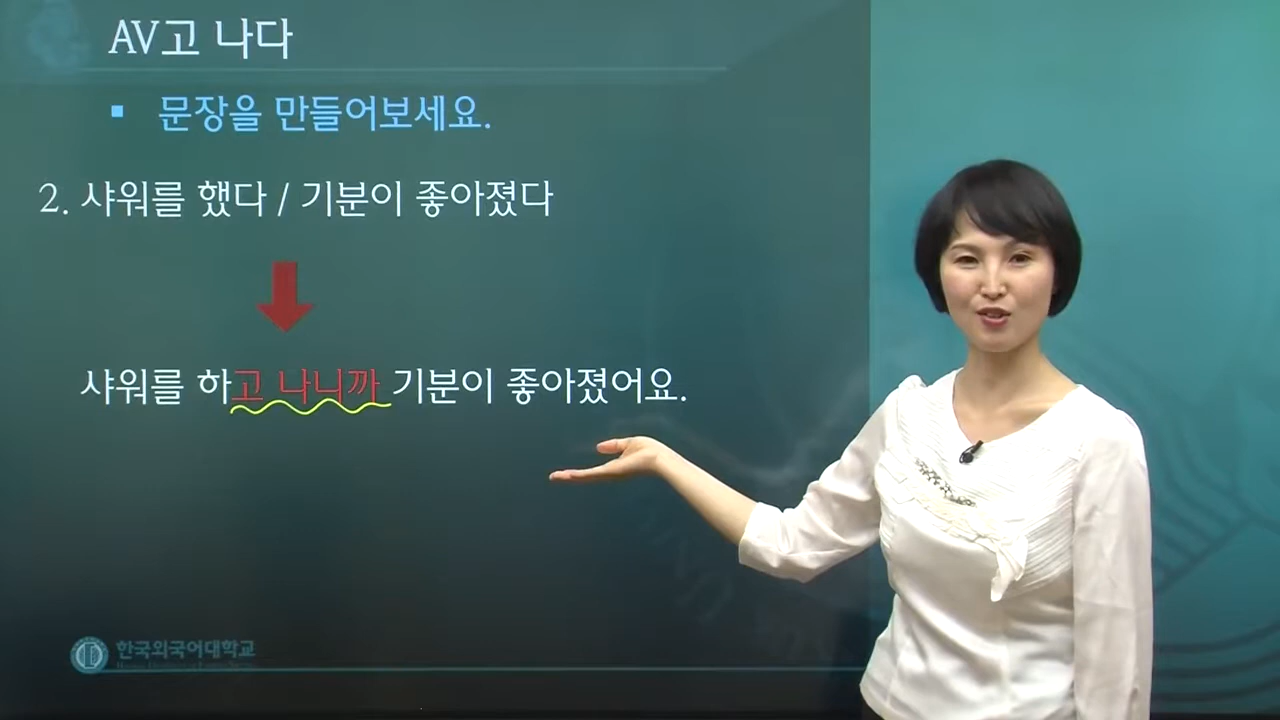 AV고 나다
▪ 문장을 만들어보세요.
2. 샤워를 했다 / 기분이 좋아졌다
샤워를 하고 나니까 기분이 좋아졌어요.
한국외국어대학교